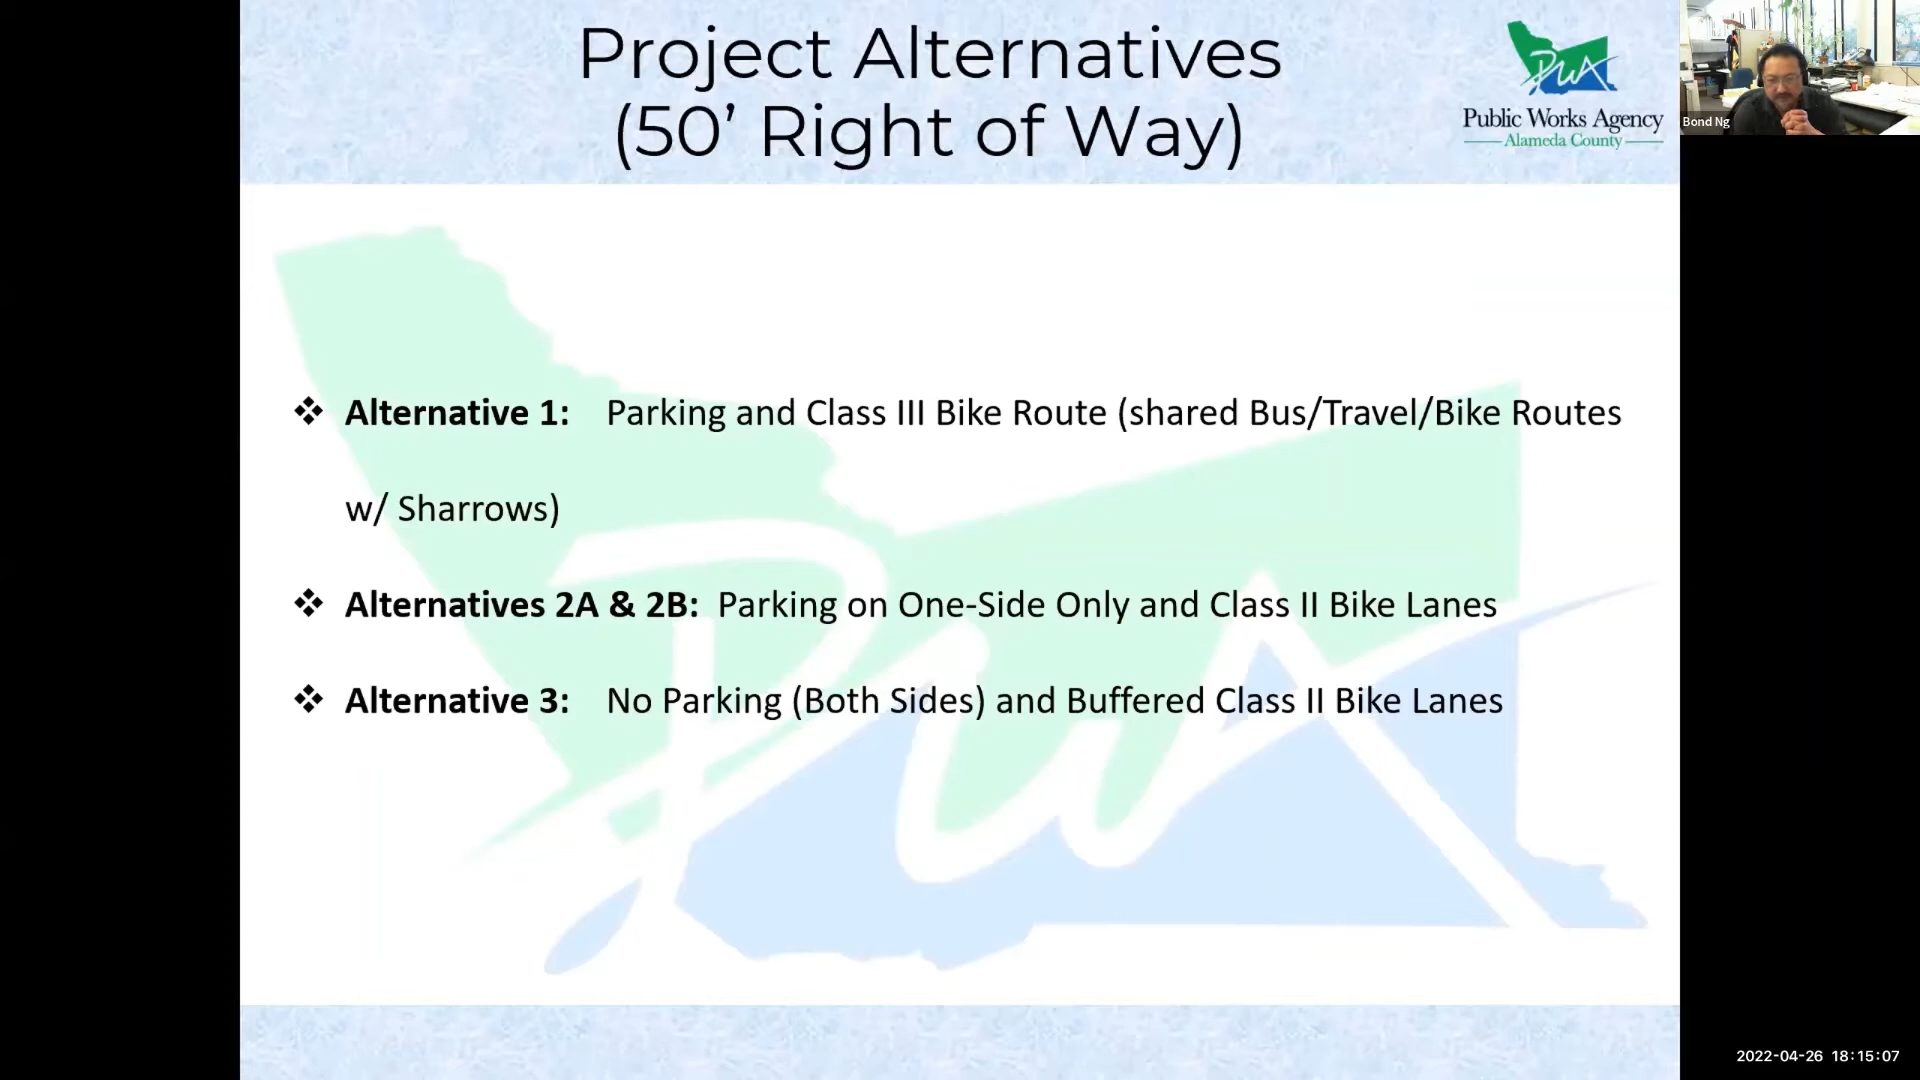 Project Alternatives
(50’ Right of Way)
PWA
Public Works Agency
Alameda County
Bond Ng
❖ Alternative 1: Parking and Class III Bike Route (shared Bus/Travel/Bike Routes
w/ Sharrows)
❖ Alternatives 2A & 2B: Parking on One-Side Only and Class II Bike Lanes
❖ Alternative 3: No Parking (Both Sides) and Buffered Class II Bike Lanes
PWA
2022-04-26 18:15:07